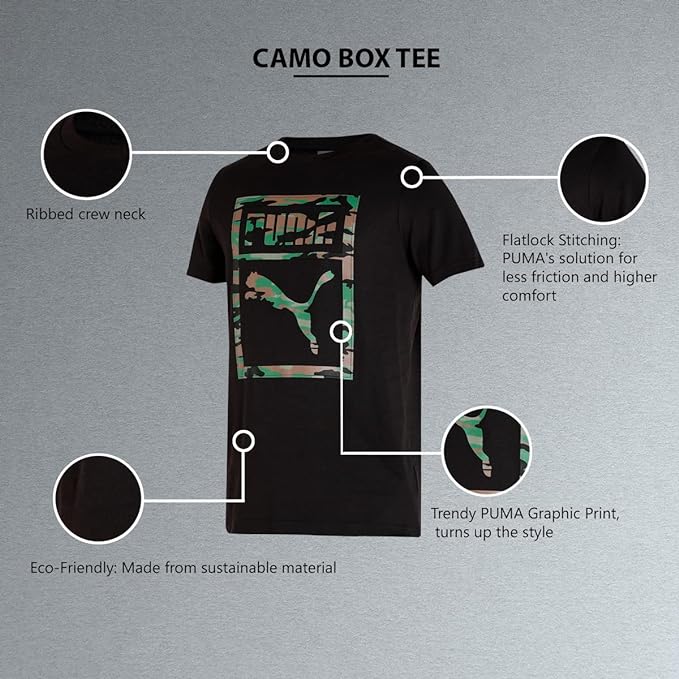 CAMO BOX TEE
Ribbed crew neck
Flatlock Stitching:
PUMA's solution for
less friction and higher
comfort
PUMA
Trendy PUMA Graphic Print,
turns up the style
Eco-Friendly: Made from sustainable material